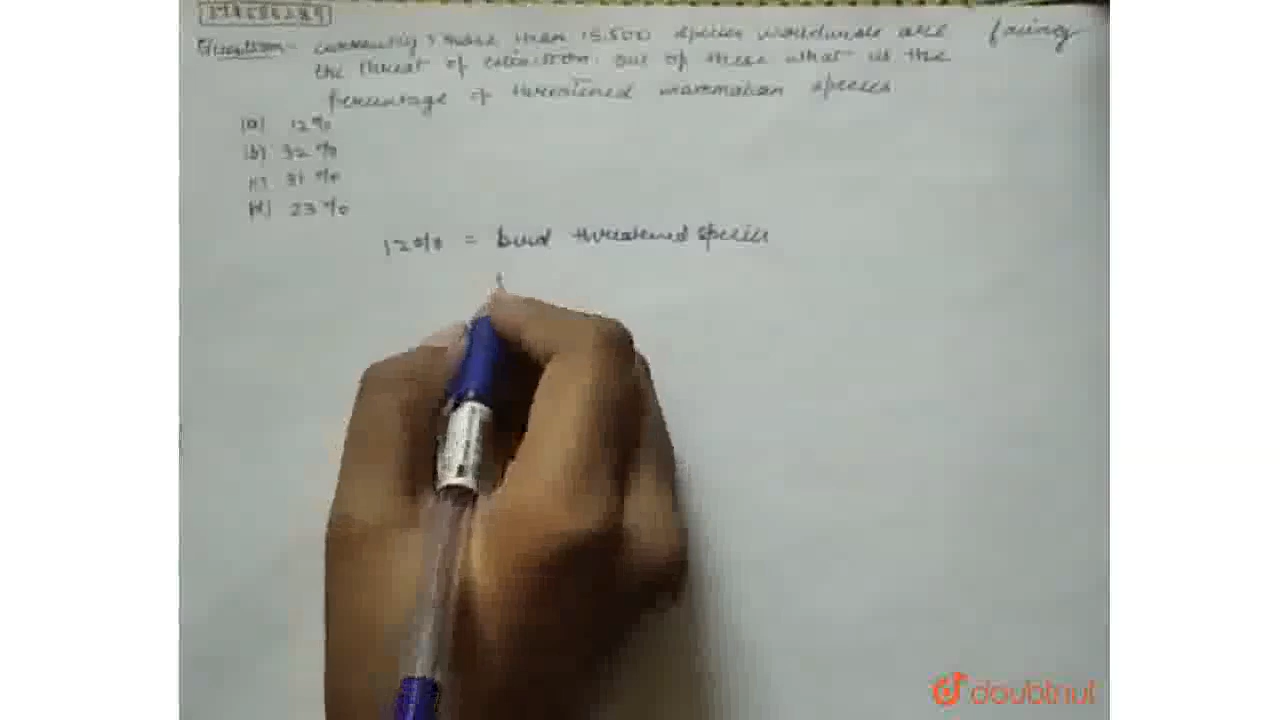 Question- currently, more than 15,500 species worldwide are facing
the threat of extinction. out of these what is the
percentage of threatened mammalian species
(a) 12%
(b) 32%
(c) 31%
(d) 23%
12% = bird threatened species
doubtnut